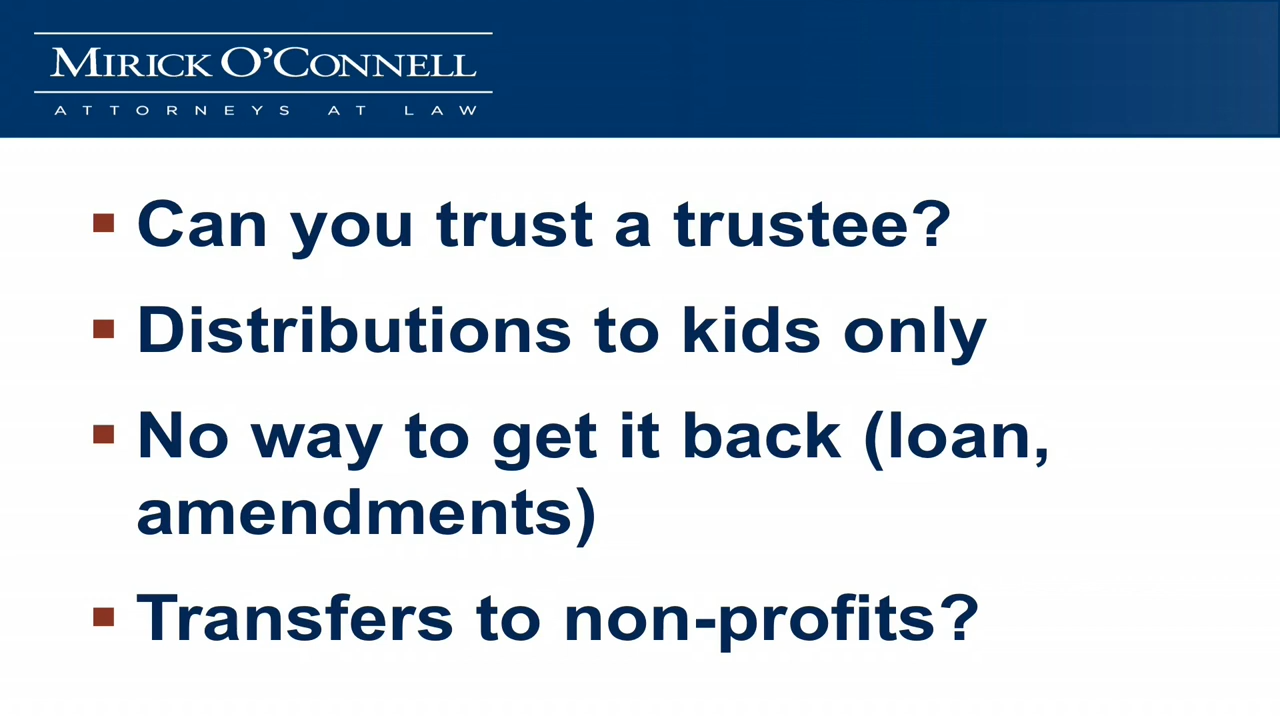 MIRICK O'CONNELL
ATTORNEYS AT LAW
▪ Can you trust a trustee?
▪ Distributions to kids only
▪ No way to get it back (loan,
amendments)
▪ Transfers to non-profits?